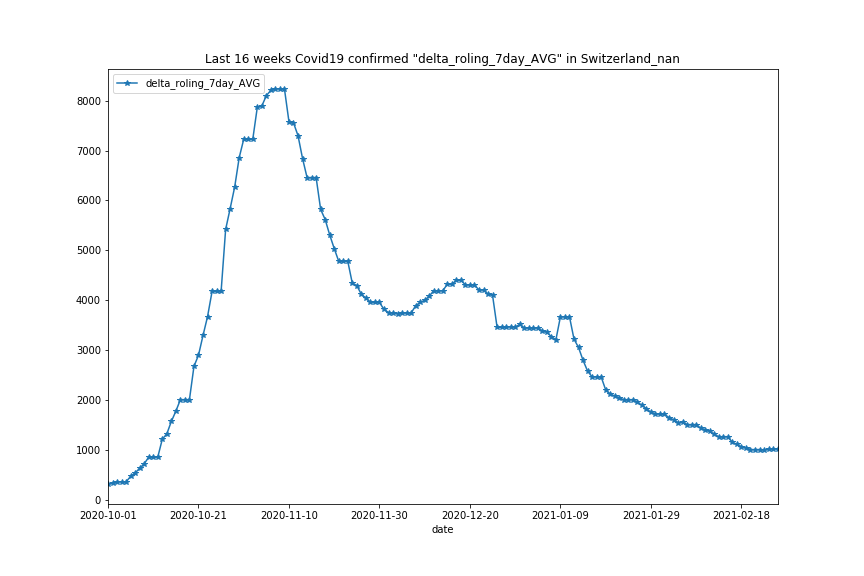 Last 16 weeks Covid19 confirmed "delta_roling_7day_AVG" in Switzerland_nan
delta_roling_7day_AVG
8000
7000
6000
5000
4000
3000
2000
1000
0
2020-10-01 2020-10-21 2020-11-10 2020-11-30 2020-12-20 2021-01-09 2021-01-29 2021-02-18
date